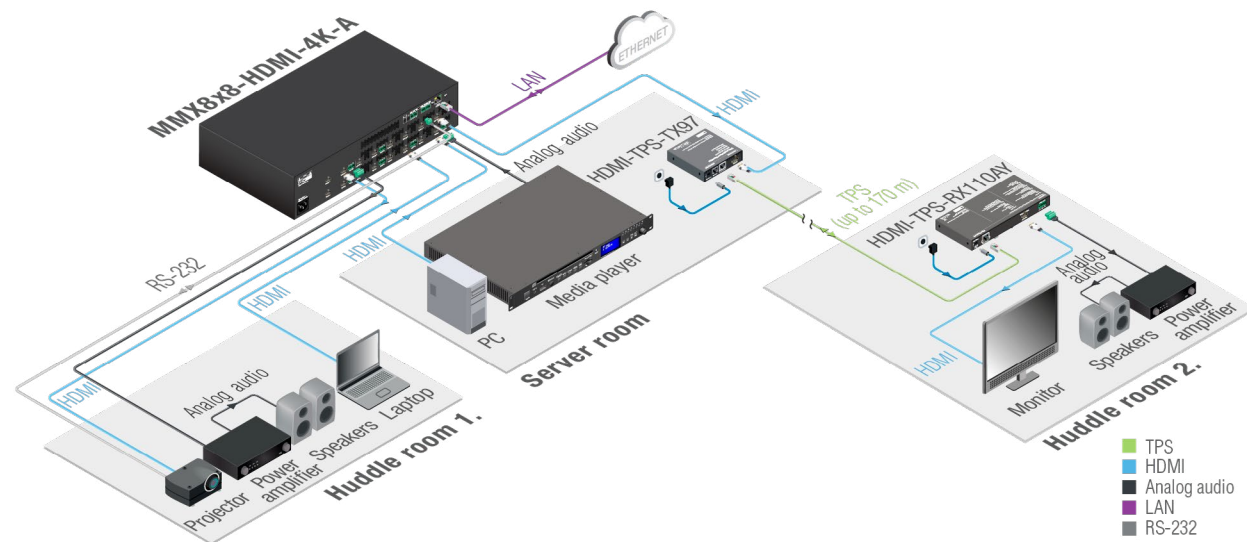 MMX8x8-HDMI-4K-A
ETHERNET
LAN
HDMI
Analog audio
HDMI-TPS-TX97
TPS
(up to 170 m)
HDMI-TPS-RX110AY
RS-232
HDMI
HDMI
Media player
PC
Server room
HDMI
Analog audio
Projector
Power
amplifier
Speakers
Laptop
Huddle room 1.
HDMI
Analog
audio
Monitor
Speakers
Power
amplifier
Huddle room 2.
TPS
HDMI
Analog audio
LAN
RS-232